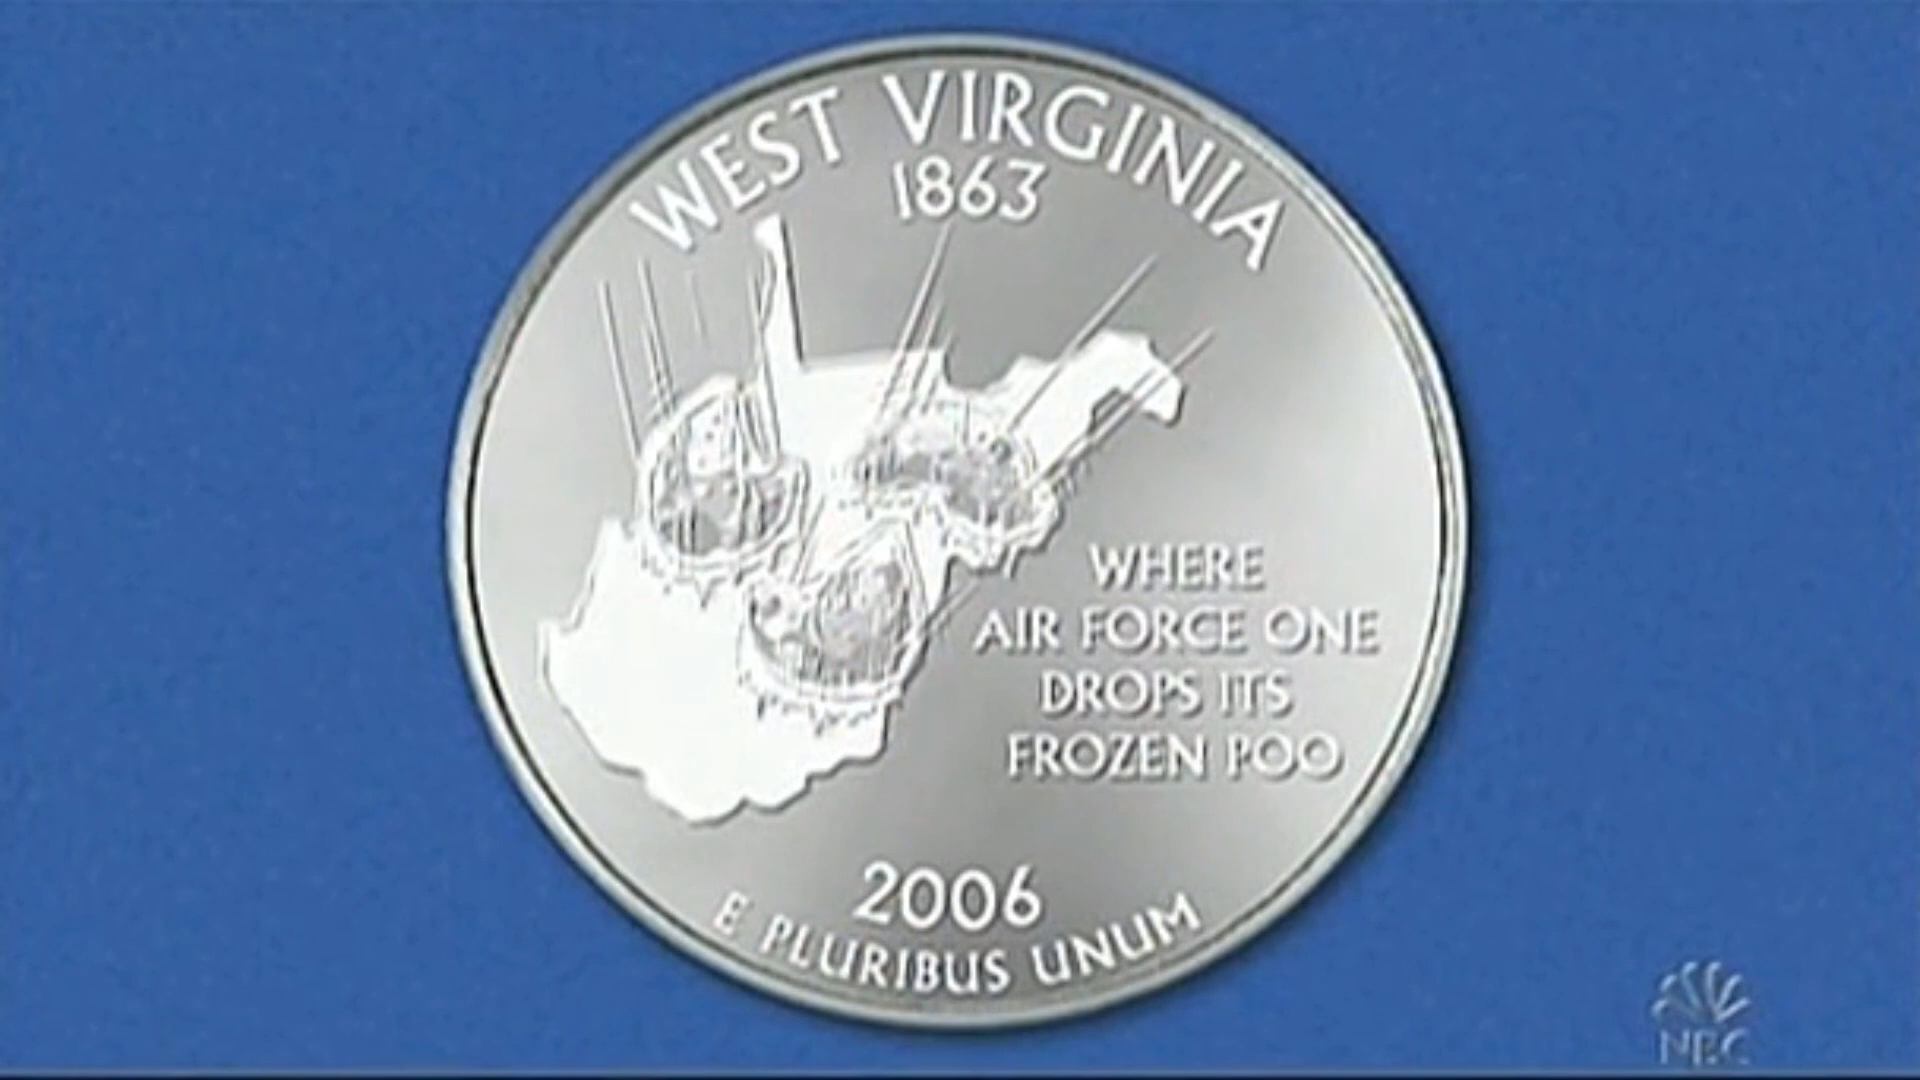 WEST VIRGINIA
1863
WHERE
AIR FORCE ONE
DROPS ITS
FROZEN POO
2006
E PLURIBUS UNUM
NBC